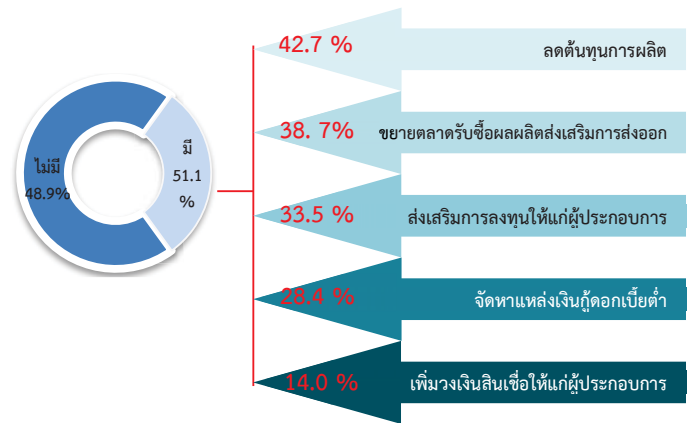 ไม่มี
48.9%
มี
51.1
%
42.7 %
ลดต้นทุนการผลิต
38. 7%
ขยายตลาดรับซื้อผลผลิตส่งเสริมการส่งออก
33.5 %
ส่งเสริมการลงทุนให้แก่ผู้ประกอบการ
28.4 %
จัดหาแหล่งเงินกู้ดอกเบี้ยต่ำ
14.0 %
เพิ่มวงเงินสินเชื่อให้แก่ผู้ประกอบการ